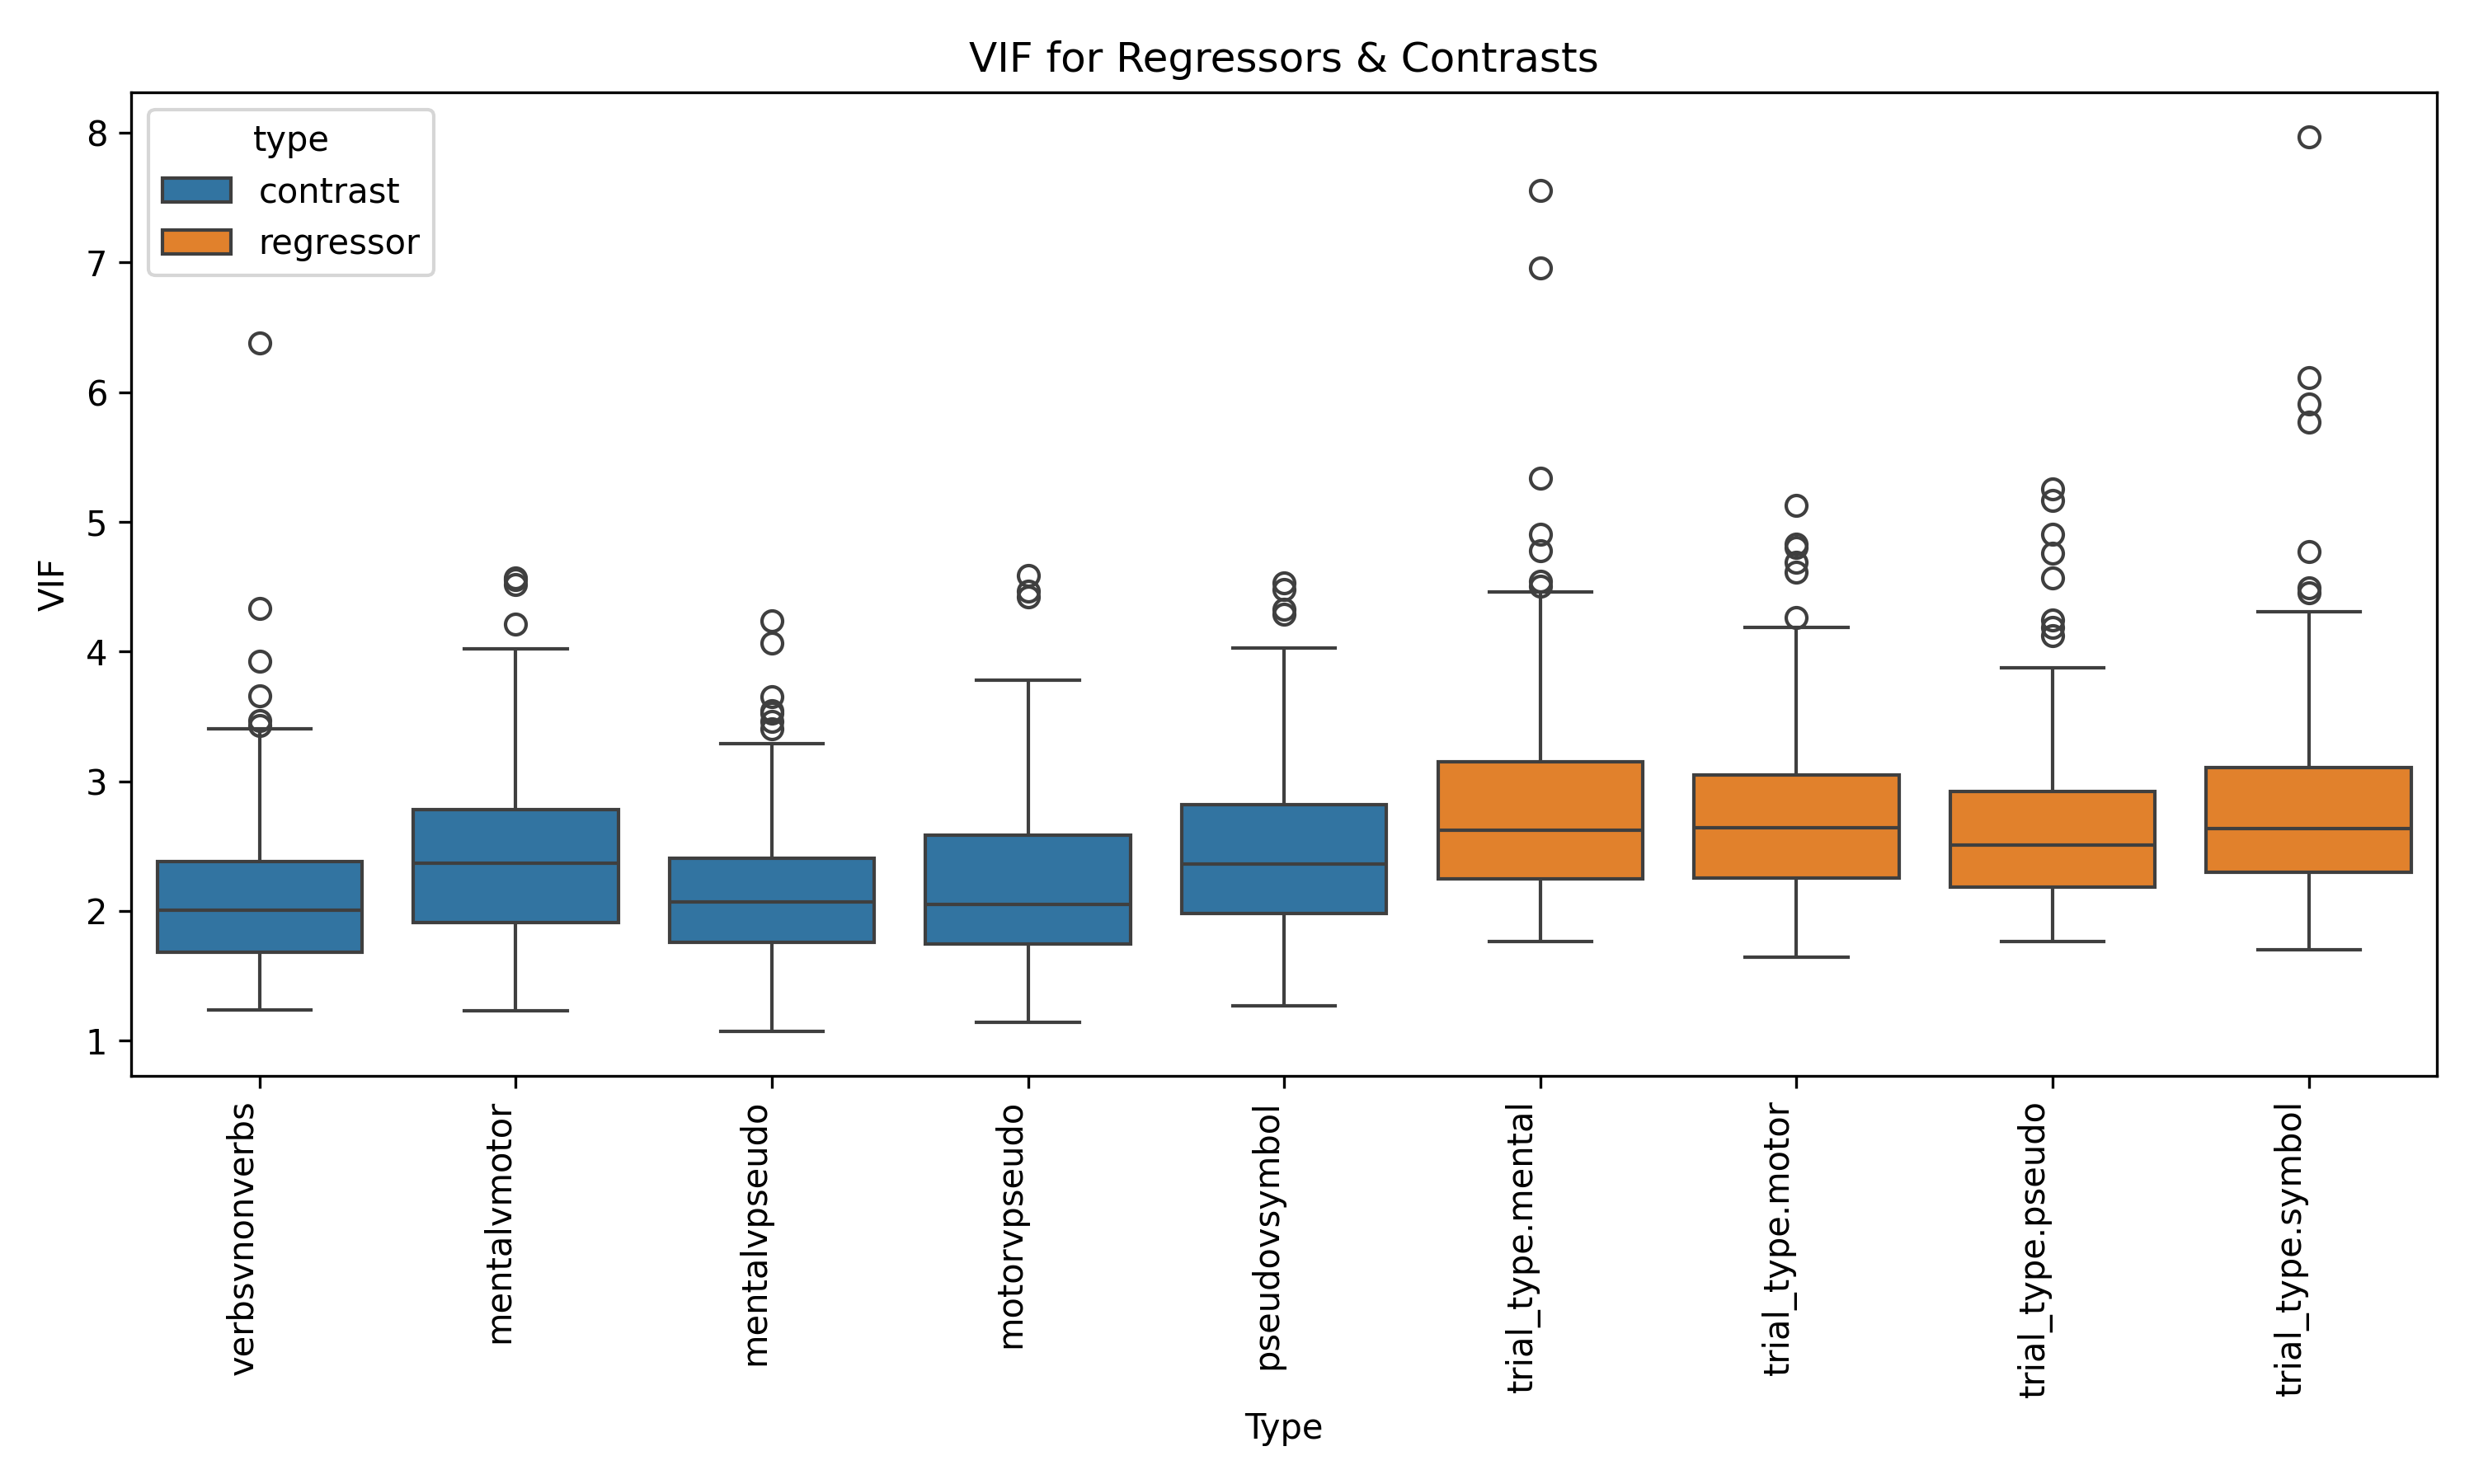 VIF for Regressors & Contrasts
type
contrast
regressor
VIF
8
7
6
5
4
3
2
1
verbsvnonverbs
mentalvmotor
mentalvpseudo
motorvpseudo
pseudovsymbol
trial_type.mental
trial_type.motor
trial_type.pseudo
trial_type.symbol
Type